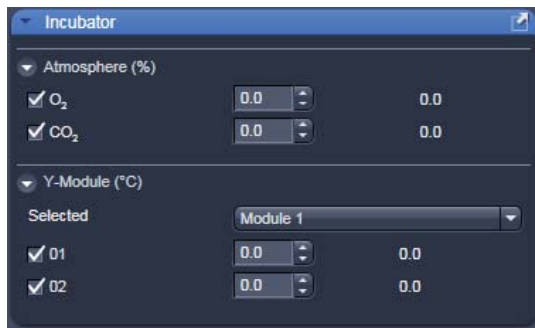 Incubator
Atmosphere (%)
O₂ 0.0 0.0
CO₂ 0.0 0.0
Y-Module (°C)
Selected Module 1
01 0.0 0.0
02 0.0 0.0